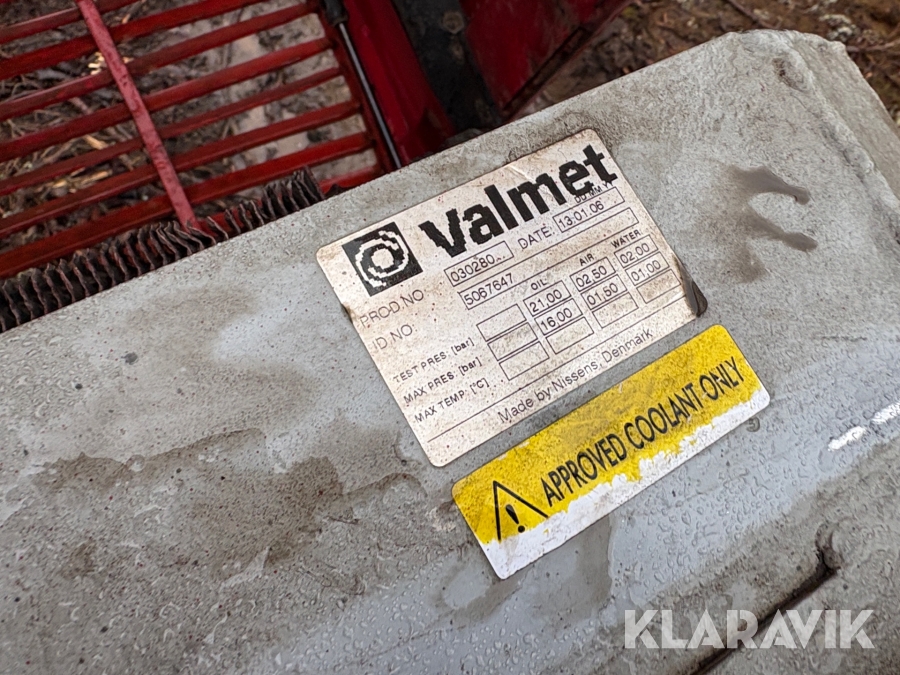 Valmet
DD MM YY
PROD NO 030280 DATE: 13.01.06
ID.NO 5067647
OIL AIR WATER
TEST PRES. [bar] 21.00 02.50 02.00
MAX PRES. [bar] 16.00 01.50 01.00
MAX TEMP. [°C]
Made by Nissens, Denmark
APPROVED COOLANT ONLY
KLARAVIK